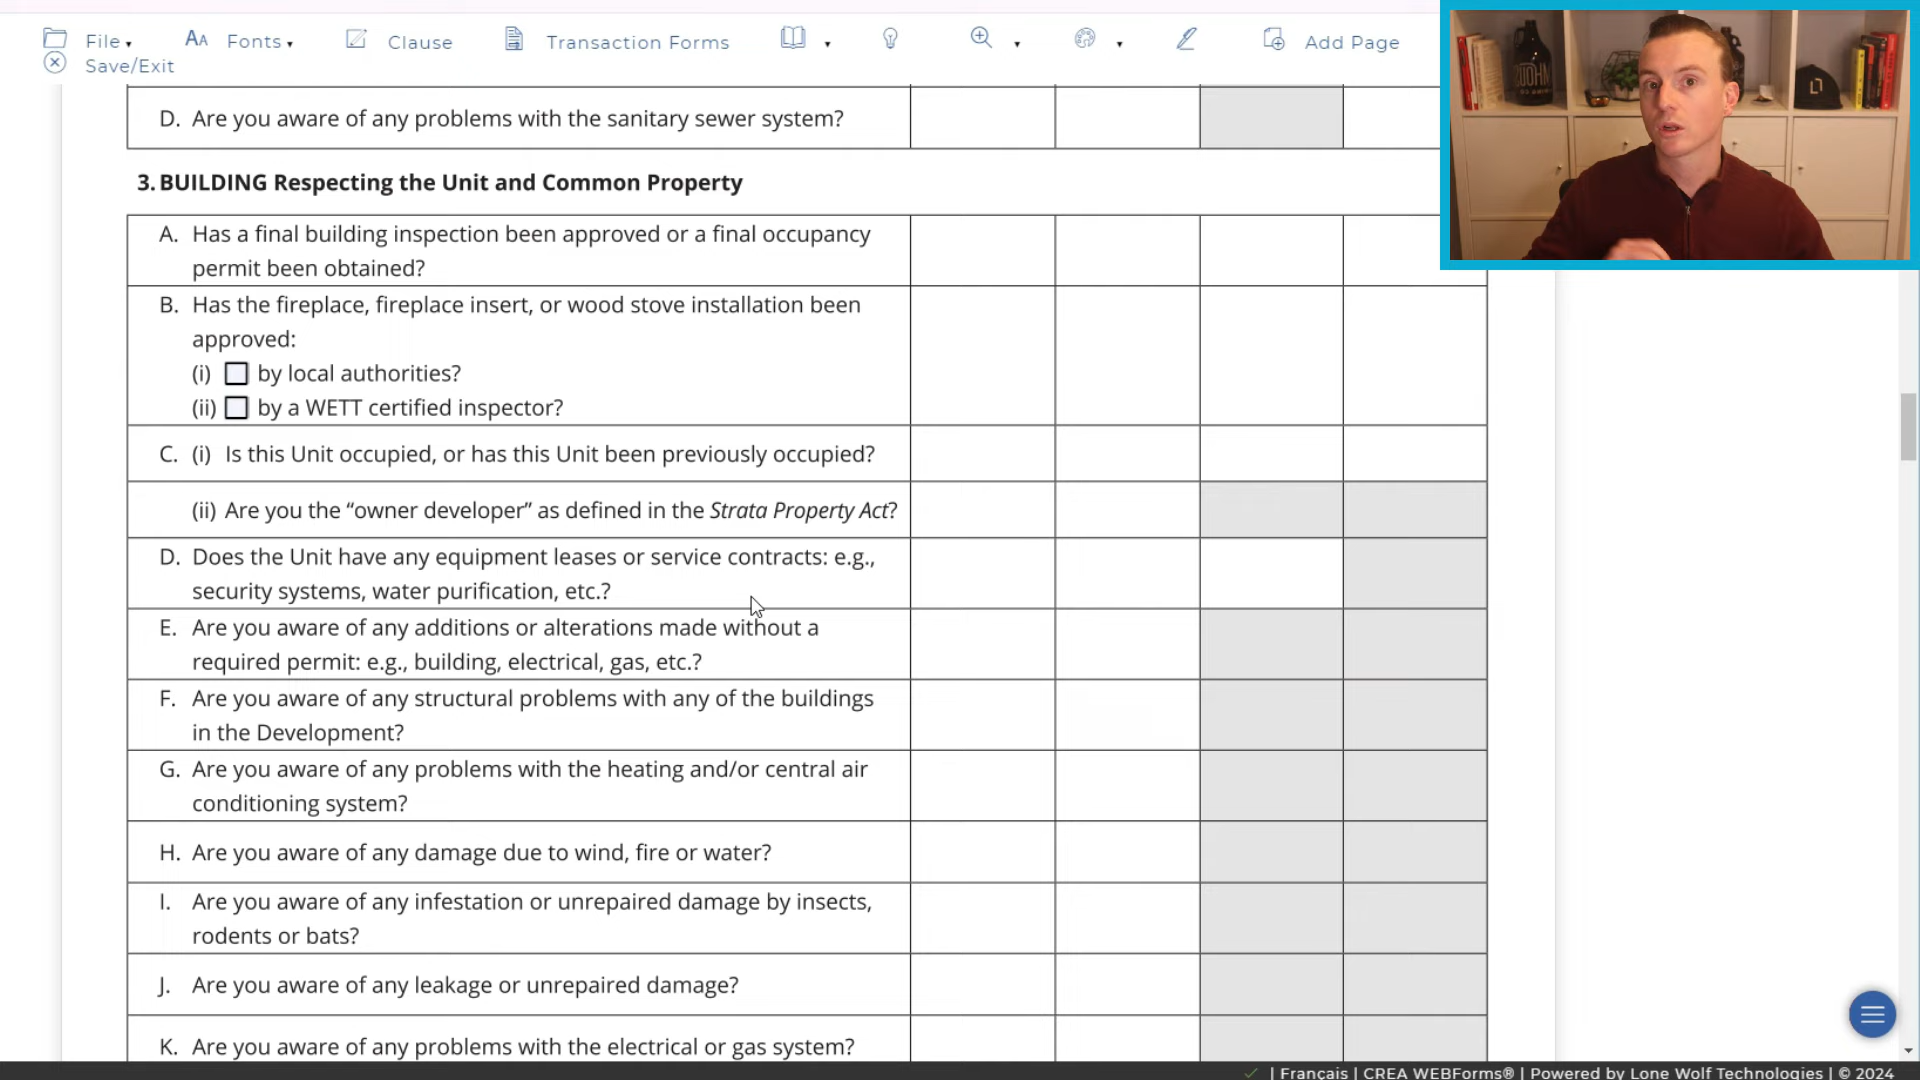 File
Fonts
Clause
Transaction Forms
Add Page
Save/Exit
D. Are you aware of any problems with the sanitary sewer system?
3. BUILDING Respecting the Unit and Common Property
A. Has a final building inspection been approved or a final occupancy
permit been obtained?
B. Has the fireplace, fireplace insert, or wood stove installation been
approved:
(i) by local authorities?
(ii) by a WETT certified inspector?
C. (i) Is this Unit occupied, or has this Unit been previously occupied?
(ii) Are you the “owner developer” as defined in the Strata Property Act?
D. Does the Unit have any equipment leases or service contracts: e.g.,
security systems, water purification, etc.?
E. Are you aware of any additions or alterations made without a
required permit: e.g., building, electrical, gas, etc.?
F. Are you aware of any structural problems with any of the buildings
in the Development?
G. Are you aware of any problems with the heating and/or central air
conditioning system?
H. Are you aware of any damage due to wind, fire or water?
I. Are you aware of any infestation or unrepaired damage by insects,
rodents or bats?
J. Are you aware of any leakage or unrepaired damage?
K. Are you aware of any problems with the electrical or gas system?
| Français | CREA WEBForms® | Powered by Lone Wolf Technologies | © 2024